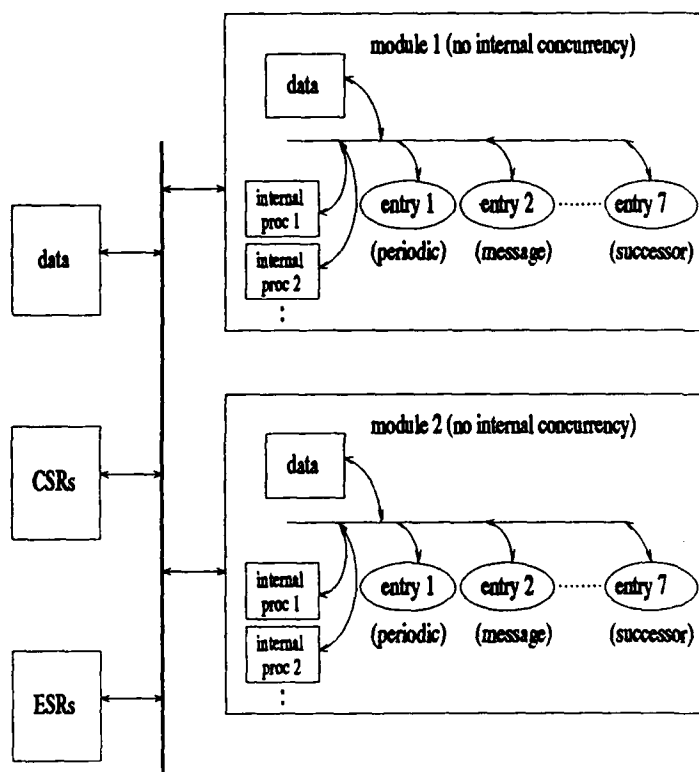 module 1 (no internal concurrency)
data
internal
proc 1
entry 1
entry 2
entry 7
(periodic)
(message)
(successor)
internal
proc 2
data
module 2 (no internal concurrency)
data
CSRs
internal
proc 1
entry 1
entry 2
entry 7
(periodic)
(message)
(successor)
internal
proc 2
ESRs